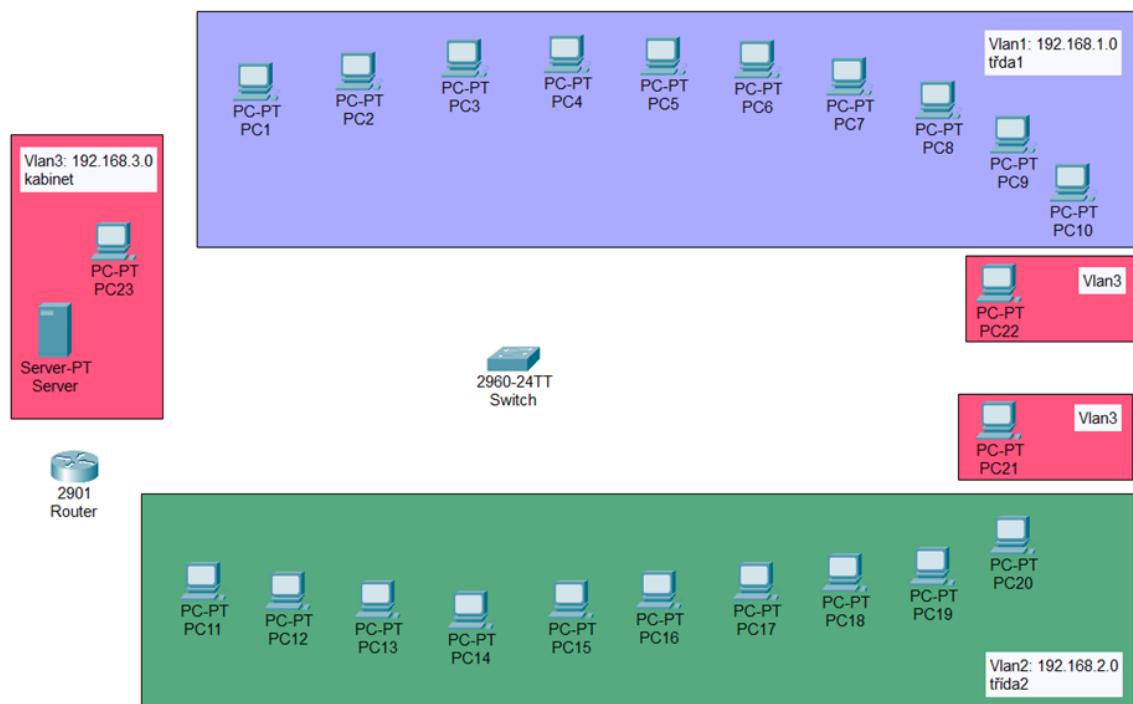 Vlan1: 192.168.1.0
třda1
PC-PT
PC1
PC-PT
PC2
PC-PT
PC3
PC-PT
PC4
PC-PT
PC5
PC-PT
PC6
PC-PT
PC7
PC-PT
PC8
PC-PT
PC9
PC-PT
PC10
Vlan3: 192.168.3.0
kabinet
PC-PT
PC23
Server-PT
Server
Vlan3
PC-PT
PC22
2960-24TT
Switch
Vlan3
PC-PT
PC21
2901
Router
PC-PT
PC11
PC-PT
PC12
PC-PT
PC13
PC-PT
PC14
PC-PT
PC15
PC-PT
PC16
PC-PT
PC17
PC-PT
PC18
PC-PT
PC19
PC-PT
PC20
Vlan2: 192.168.2.0
třída2